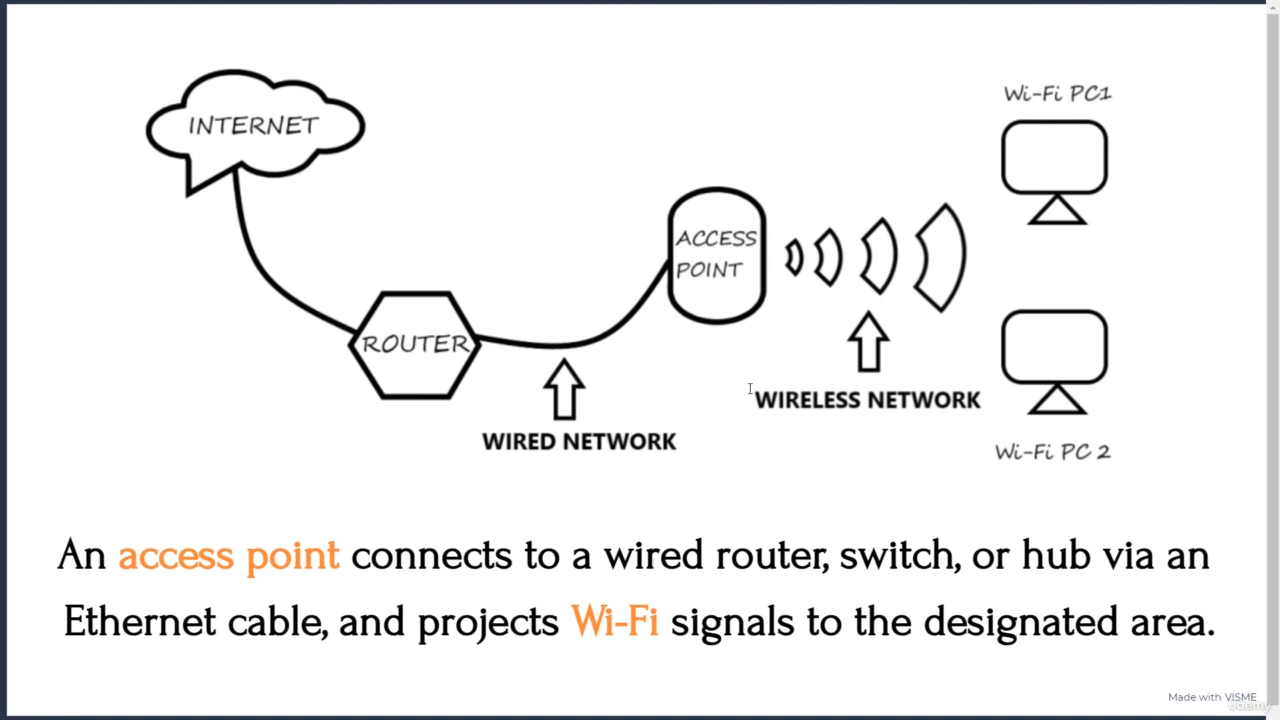 INTERNET
Wi-Fi PC1
ACCESS
POINT
ROUTER
WIRELESS NETWORK
WIRED NETWORK
Wi-Fi PC 2
An access point connects to a wired router, switch, or hub via an
Ethernet cable, and projects Wi-Fi signals to the designated area.
Made with VISME
udemy